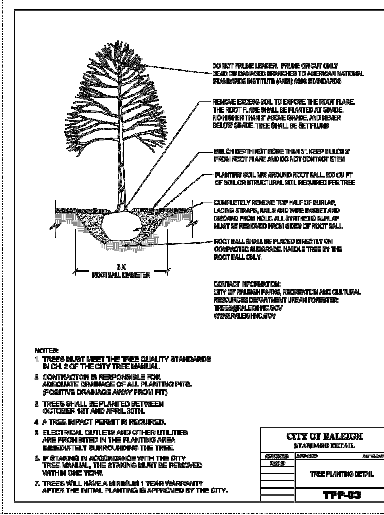 DO NOT PRUNE LEADER. PRUNE OR CUT ONLY
DEAD OR DAMAGED BRANCHES TO AMERICAN NATIONAL
STANDARDS INSTITUTE (ANSI) A300 STANDARDS
REMOVE EXCESS SOIL TO EXPOSE THE ROOT FLARE.
THE ROOT FLARE SHALL BE PLANTED AT GRADE,
NO HIGHER THAN 3" ABOVE GRADE, AND NEVER
BELOW GRADE. TREE SHALL BE SET PLUMB
MULCH DEPTH NOT MORE THAN 3". KEEP
FROM ROOT FLARE AND DO NOT CONTACT STEM
PLANTING SOIL MIX AROUND ROOT BALL. CU FT
OF SOIL OR STRUCTURAL SOIL REQUIRED PER TREE
COMPLETELY REMOVE TOP HALF OF BURLAP,
LACING STRAPS, NAILS AND WIRE BASKET AND
DISCARD FROM HOLE. ALL SYNTHETIC BURLAP
MUST BE REMOVED FROM SIDES OF ROOT BALL.
ROOT BALL SHALL BE PLACED DIRECTLY ON
COMPACTED SUBGRADE. HANDLE TREE BY THE
ROOT BALL ONLY.
2 X
ROOT BALL DIAMETER
CONTACT INFORMATION:
CITY OF RALEIGH PARKS, RECREATION AND CULTURAL
RESOURCES DEPARTMENT URBAN FORESTER:
TREES@RALEIGHNC.GOV
WWW.RALEIGHNC.GOV
NOTES:
1. TREES MUST MEET THE TREE QUALITY STANDARDS
IN CH. 2 OF THE CITY TREE MANUAL.
2. CONTRACTOR IS RESPONSIBLE FOR
ADEQUATE DRAINAGE OF ALL PLANTING PITS.
(POSITIVE DRAINAGE AWAY FROM PIT)
3. TREES SHALL BE PLANTED BETWEEN
OCTOBER 1ST AND APRIL 30TH.
4. A TREE IMPACT PERMIT IS REQUIRED.
5. ELECTRICAL OUTLETS AND OTHER UTILITIES
ARE PROHIBITED IN THE PLANTING AREA
IMMEDIATELY SURROUNDING THE TREE.
6. IF STAKING IN ACCORDANCE WITH THE CITY
TREE MANUAL, THE STAKING MUST BE REMOVED
WITHIN ONE YEAR.
7. TREES WILL HAVE A MINIMUM 1 YEAR WARRANTY
AFTER THE INITIAL PLANTING IS APPROVED BY THE CITY.
CITY OF RALEIGH
STANDARD DETAIL
REVISIONS
TREE PLANTING DETAIL
TPP-03